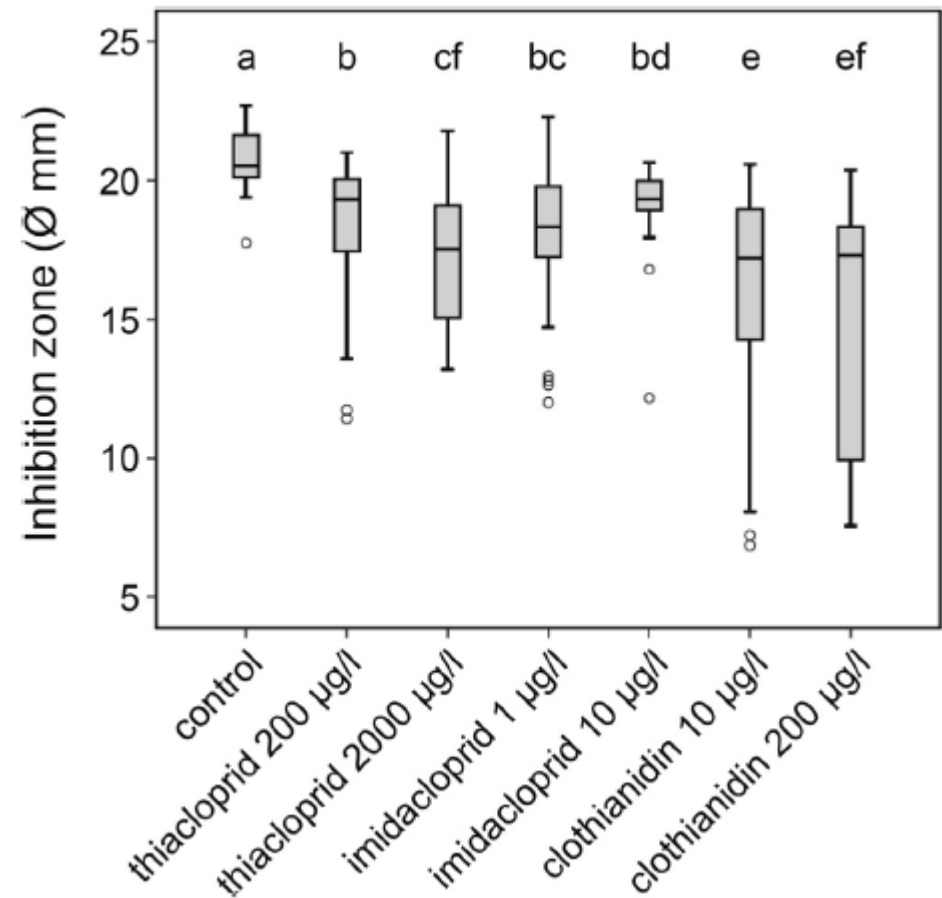 Inhibition zone (Ø mm)
25
20
15
10
5
a b cf bc bd e ef
control
thiacloprid 200 µg/l
thiacloprid 2000 µg/l
imidacloprid 1 µg/l
imidacloprid 10 µg/l
clothianidin 10 µg/l
clothianidin 200 µg/l